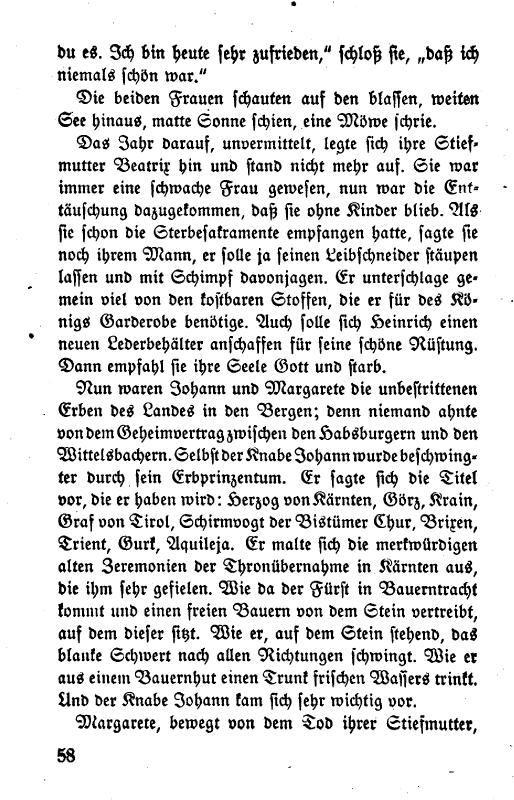 du es. Ich bin heute sehr zufrieden,“ schloß sie, „daß ich
niemals schön war.“
Die beiden Frauen schauten auf den blassen, weiten
See hinaus, matte Sonne schien, eine Möwe schrie.
Das Jahr darauf, unvermittelt, legte sich ihre Stief-
mutter Beatrix hin und stand nicht mehr auf. Sie war
immer eine schwache Frau gewesen, nun war die Ent-
täuschung dazugekommen, daß sie ohne Kinder blieb. Als
sie schon die Sterbesakramente empfangen hatte, sagte sie
noch ihrem Mann, er solle ja seinen Leibschneider stäupen
lassen und mit Schimpf davonjagen. Er unterschlage ge-
mein viel von den kostbaren Stoffen, die er für des Kö-
nigs Garderobe benötige. Auch solle sich Heinrich einen
neuen Lederbehälter anschaffen für seine schöne Rüstung.
Dann empfahl sie ihre Seele Gott und starb.
Nun waren Johann und Margarete die unbestrittenen
Erben des Landes in den Bergen; denn niemand ahnte
von dem Geheimvertrag zwischen den Habsburgern und den
Wittelsbachern. Selbst der Knabe Johann wurde beschwing-
ter durch sein Erbprinzentum. Er sagte sich die Titel
vor, die er haben wird: Herzog von Kärnten, Görz, Krain,
Graf von Tirol, Schirmvogt der Bistümer Chur, Brixen,
Trient, Gurk, Aquileja. Er malte sich die merkwürdigen
alten Zeremonien der Thronübernahme in Kärnten aus,
die ihm sehr gefielen. Wie da der Fürst in Bauerntracht
kommt und einen freien Bauern von dem Stein vertreibt,
auf dem dieser sitzt. Wie er, auf dem Stein stehend, das
blanke Schwert nach allen Richtungen schwingt. Wie er
aus einem Bauernhut einen Trunk frischen Wassers trinkt.
Und der Knabe Johann kam sich sehr wichtig vor.
Margarete, bewegt von dem Tod ihrer Stiefmutter,
58